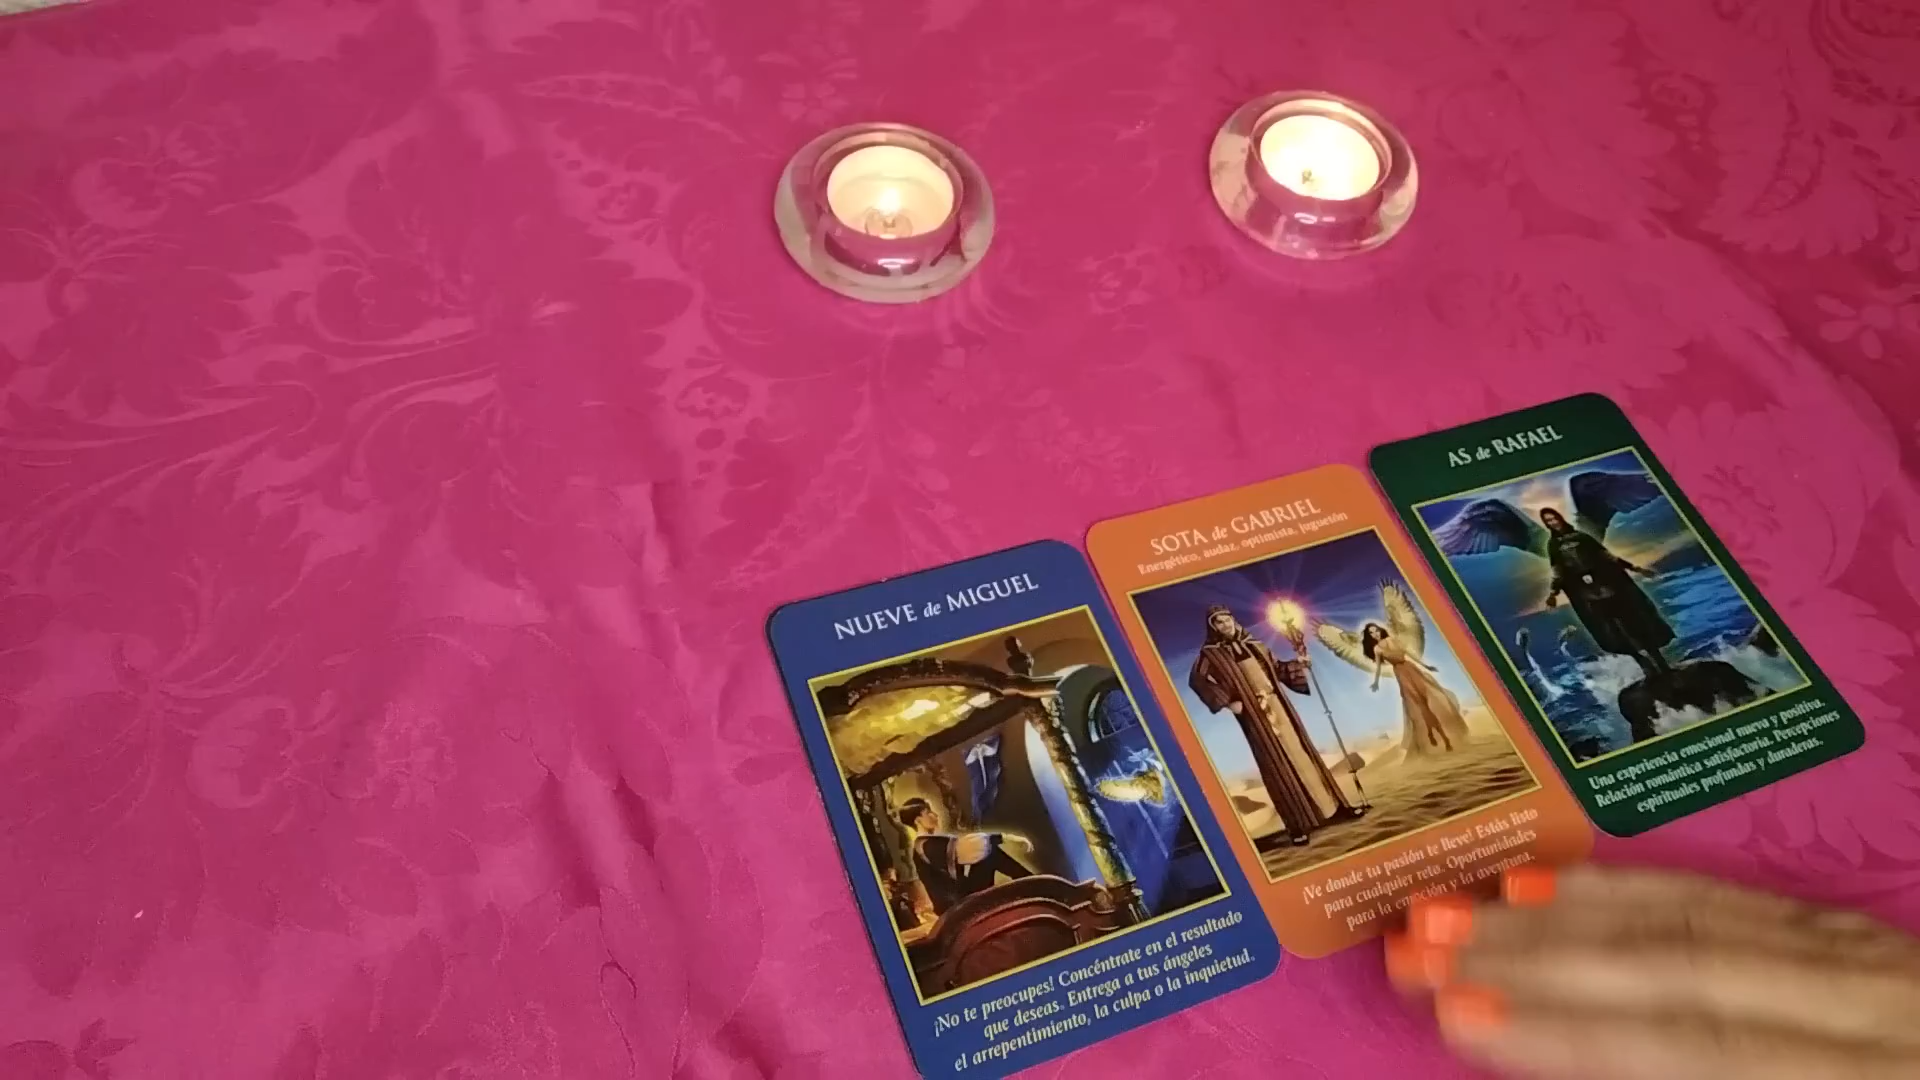 NUEVE de MIGUEL
¡No te preocupes! Concéntrate en el resultado
que deseas. Entrega a tus ángeles
el arrepentimiento, la culpa o la inquietud.
SOTA de GABRIEL
Energético, audaz, optimista, juguetón
¡Ve donde tu pasión te lleve! Estás listo
para cualquier reto. Oportunidades
para la emoción y la aventura.
AS de RAFAEL
Una experiencia emocional nueva y positiva.
Relación romántica satisfactoria. Percepciones
espirituales profundas y duraderas.